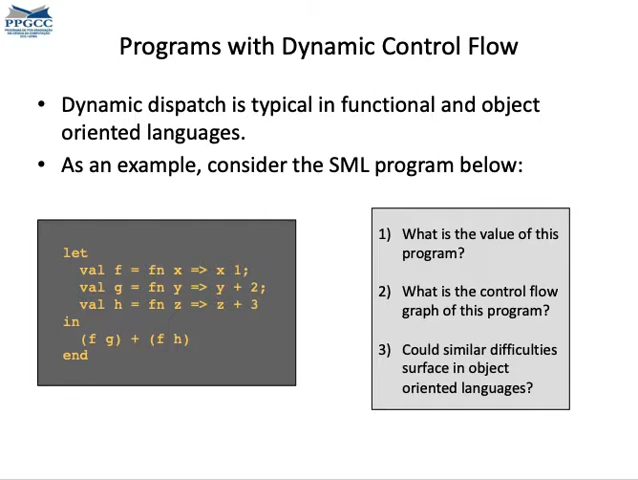 PPGCC
Programs with Dynamic Control Flow
• Dynamic dispatch is typical in functional and object
oriented languages.
• As an example, consider the SML program below:
let
val f = fn x => x 1;
val g = fn y => y + 2;
val h = fn z => z + 3
in
(f g) + (f h)
end
1) What is the value of this
program?
2) What is the control flow
graph of this program?
3) Could similar difficulties
surface in object
oriented languages?